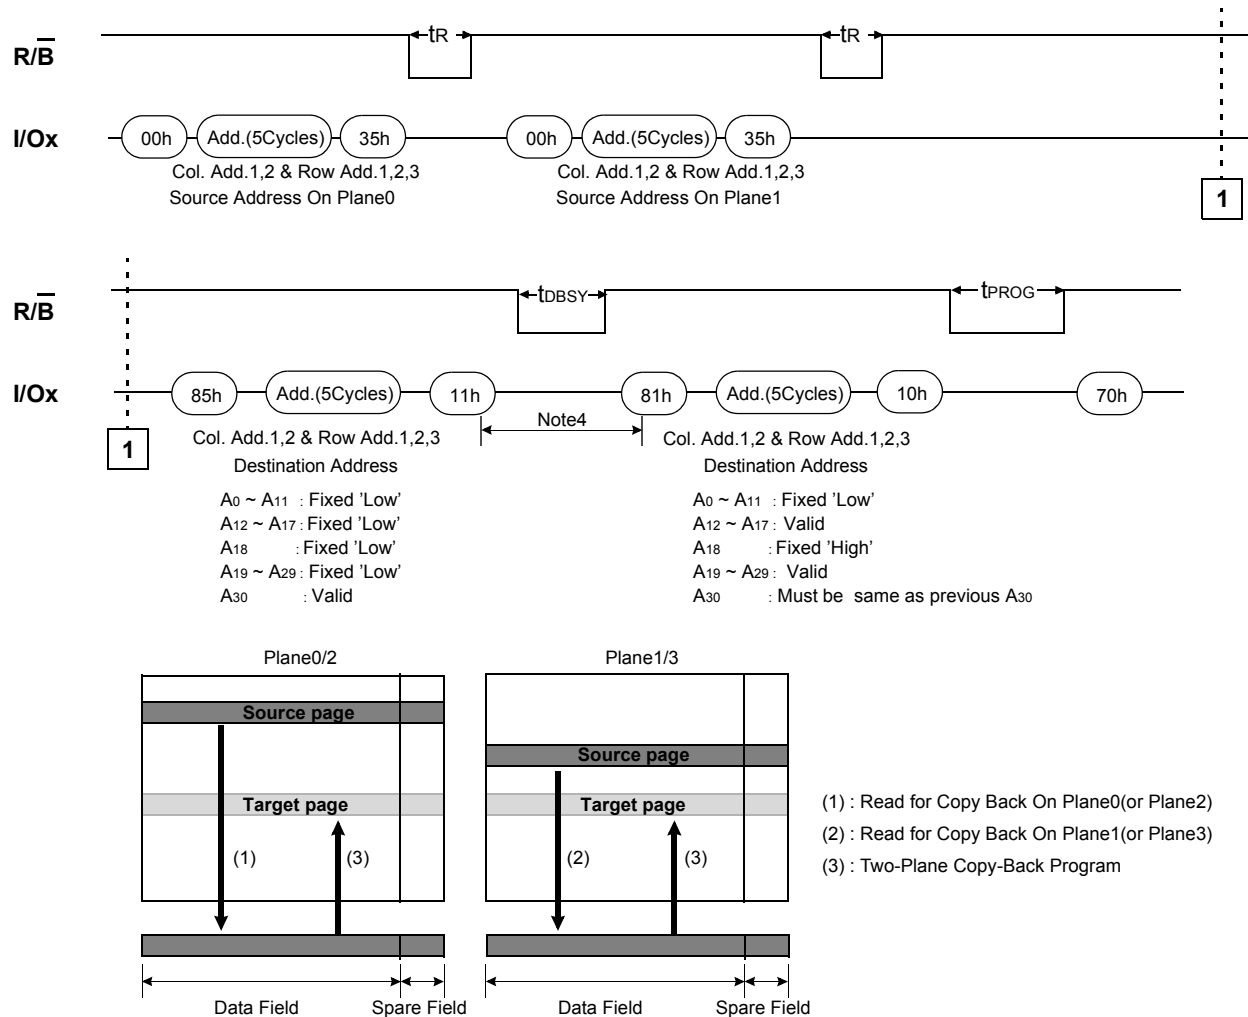 R/B
tR tR
I/Ox 00h Add.(5Cycles) 35h 00h Add.(5Cycles) 35h
Col. Add.1,2 & Row Add.1,2,3 Col. Add.1,2 & Row Add.1,2,3
Source Address On Plane0 Source Address On Plane1
1
R/B
tDBSY tPROG
I/Ox 85h Add.(5Cycles) 11h 81h Add.(5Cycles) 10h 70h
Note4
1
Col. Add.1,2 & Row Add.1,2,3 Col. Add.1,2 & Row Add.1,2,3
Destination Address Destination Address
A0 ~ A11 : Fixed 'Low' A0 ~ A11 : Fixed 'Low'
A12 ~ A17 : Fixed 'Low' A12 ~ A17 : Valid
A18 : Fixed 'Low' A18 : Fixed 'High'
A19 ~ A29 : Fixed 'Low' A19 ~ A29 : Valid
A30 : Valid A30 : Must be same as previous A30
Plane0/2 Plane1/3
Source page
Source page
Target page Target page
(1) : Read for Copy Back On Plane0(or Plane2)
(2) : Read for Copy Back On Plane1(or Plane3)
(3) : Two-Plane Copy-Back Program
(1) (3) (2) (3)
Data Field Spare Field Data Field Spare Field